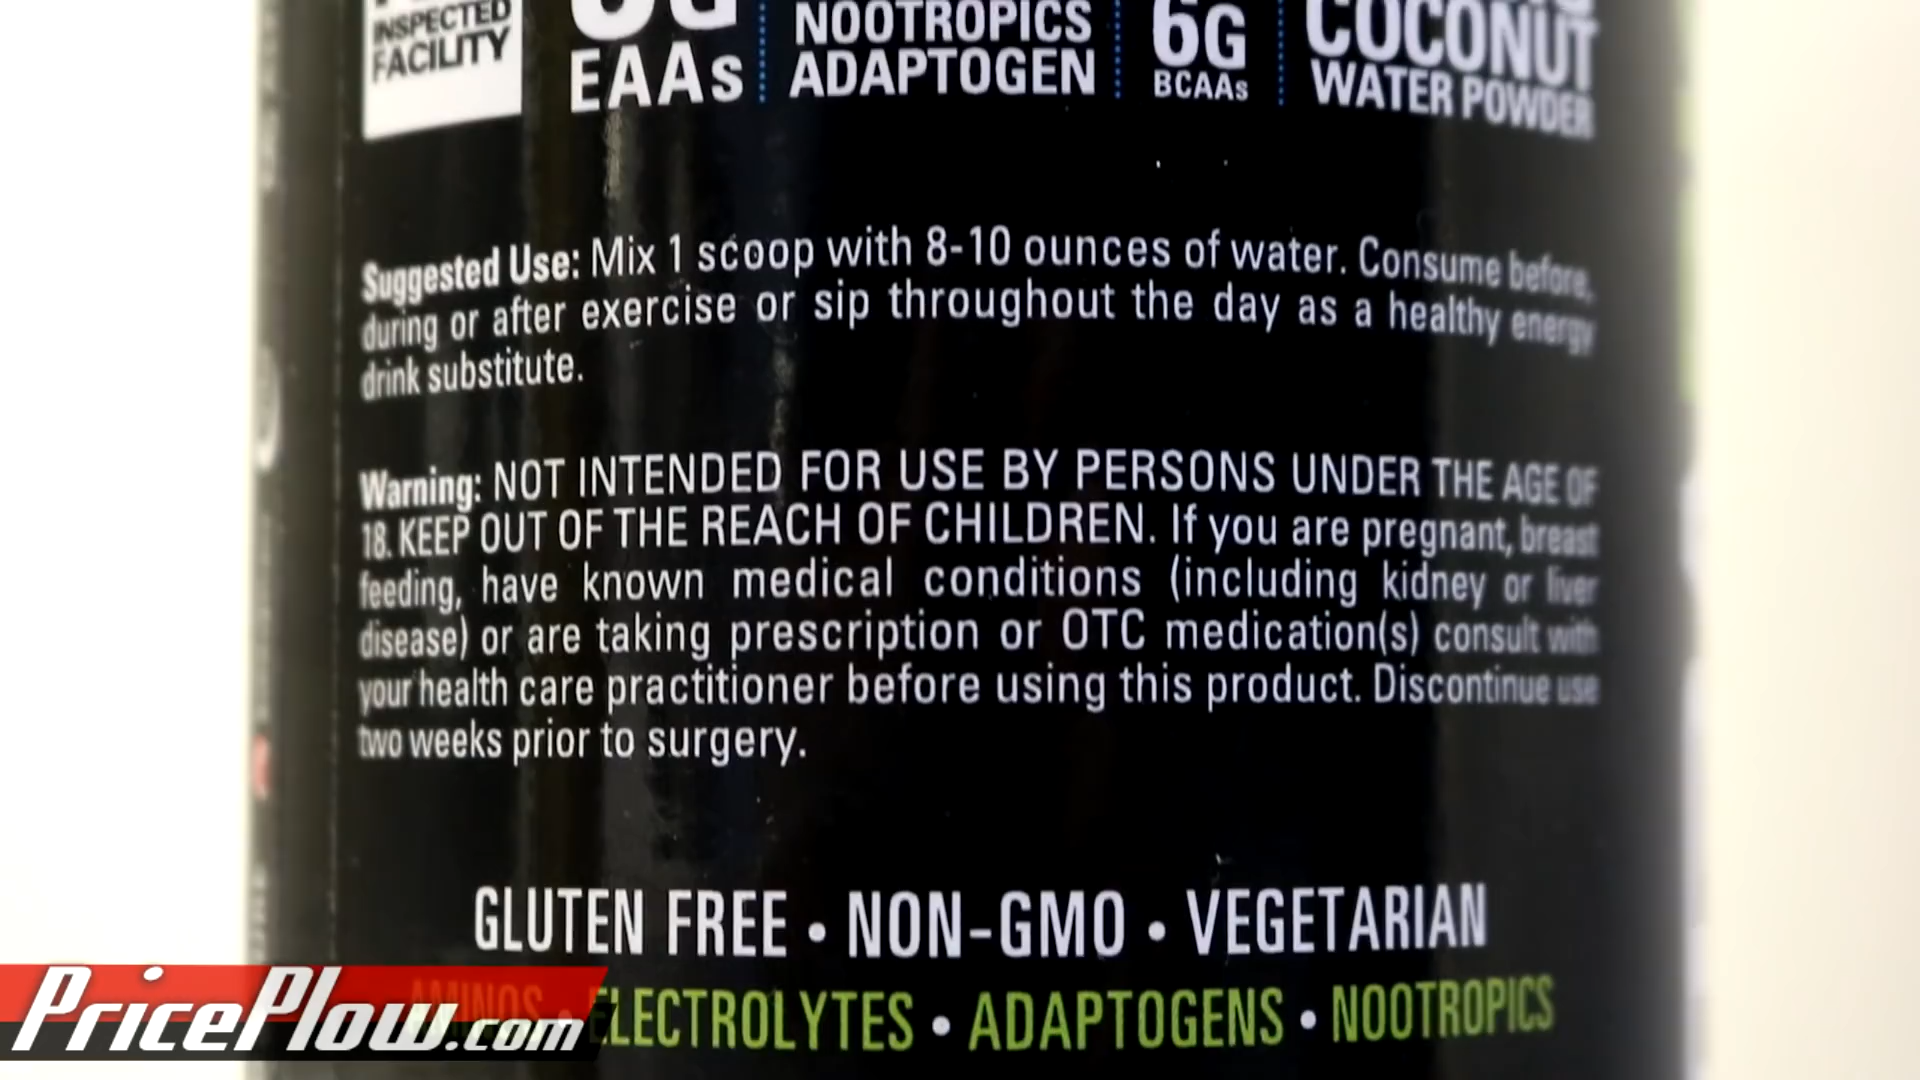 INSPECTED
FACILITY
EAAs
NOOTROPICS
ADAPTOGEN
6G
BCAAs
COCONUT
WATER POWDER
Suggested Use: Mix 1 scoop with 8-10 ounces of water. Consume before,
during or after exercise or sip throughout the day as a healthy energy
drink substitute.
Warning: NOT INTENDED FOR USE BY PERSONS UNDER THE AGE OF
18. KEEP OUT OF THE REACH OF CHILDREN. If you are pregnant, breast
feeding, have known medical conditions (including kidney or liver
disease) or are taking prescription or OTC medication(s) consult with
your health care practitioner before using this product. Discontinue use
two weeks prior to surgery.
GLUTEN FREE • NON-GMO • VEGETARIAN
AMINOS • ELECTROLYTES • ADAPTOGENS • NOOTROPICS
PricePlow.com